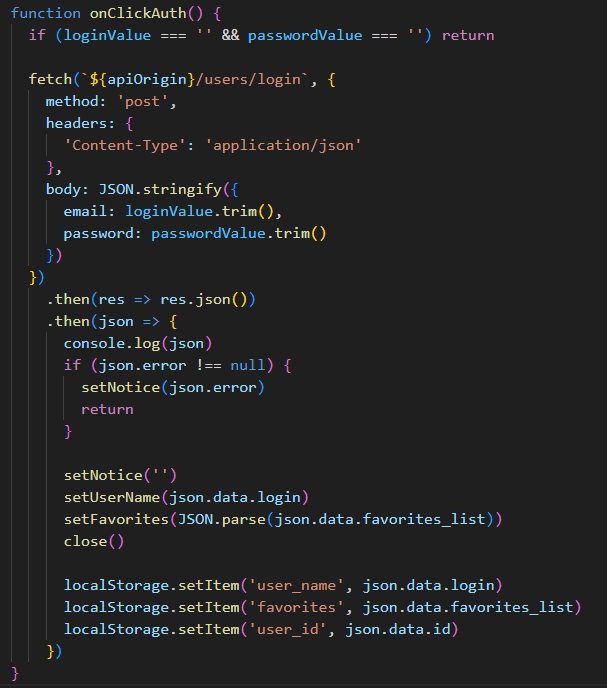 function onClickAuth() {
  if (loginValue === '' && passwordValue === '') return

  fetch(`${apiOrigin}/users/login`, {
    method: 'post',
    headers: {
      'Content-Type': 'application/json'
    },
    body: JSON.stringify({
      email: loginValue.trim(),
      password: passwordValue.trim()
    })
  })
    .then(res => res.json())
    .then(json => {
      console.log(json)
      if (json.error !== null) {
        setNotice(json.error)
        return
      }

      setNotice('')
      setUserName(json.data.login)
      setFavorites(JSON.parse(json.data.favorites_list))
      close()

      localStorage.setItem('user_name', json.data.login)
      localStorage.setItem('favorites', json.data.favorites_list)
      localStorage.setItem('user_id', json.data.id)
    })
}